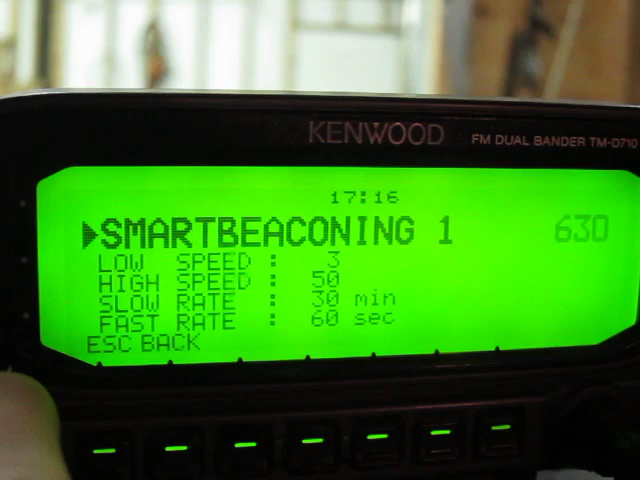 KENWOOD FM DUAL BANDER TM-D710
17:16
▶SMARTBEACONING 1 630
LOW SPEED : 3
HIGH SPEED : 50
SLOW RATE : 30 min
FAST RATE : 60 sec
ESC BACK